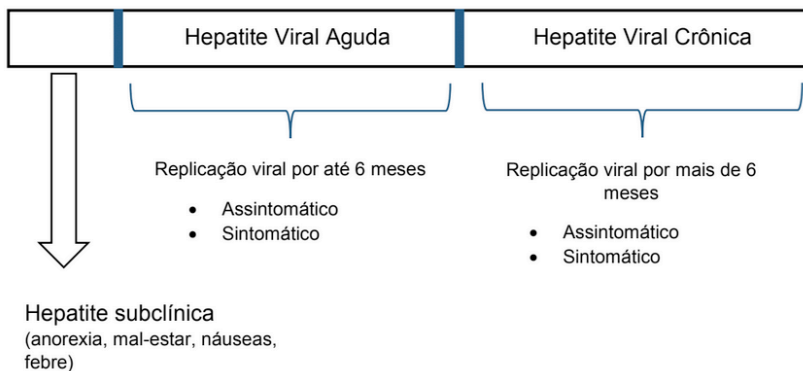 Hepatite Viral Aguda
Hepatite Viral Crônica
Replicação viral por até 6 meses
• Assintomático
• Sintomático
Replicação viral por mais de 6
meses
• Assintomático
• Sintomático
Hepatite subclínica
(anorexia, mal-estar, náuseas,
febre)